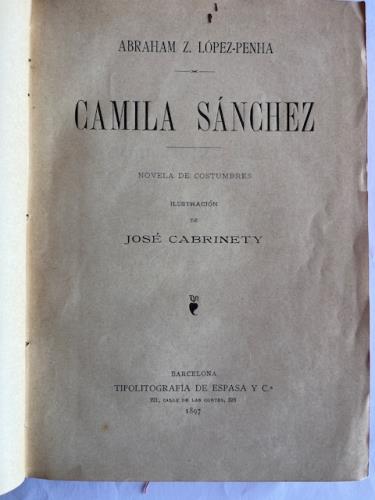 ABRAHAM Z. LÓPEZ-PENHA
CAMILA SÁNCHEZ
NOVELA DE COSTUMBRES
ILUSTRACIÓN
DE
JOSÉ CABRINETY
BARCELONA
TIPOLITOGRAFÍA DE ESPASA Y C.ª
221, CALLE DE LAS CORTES, 223
1897